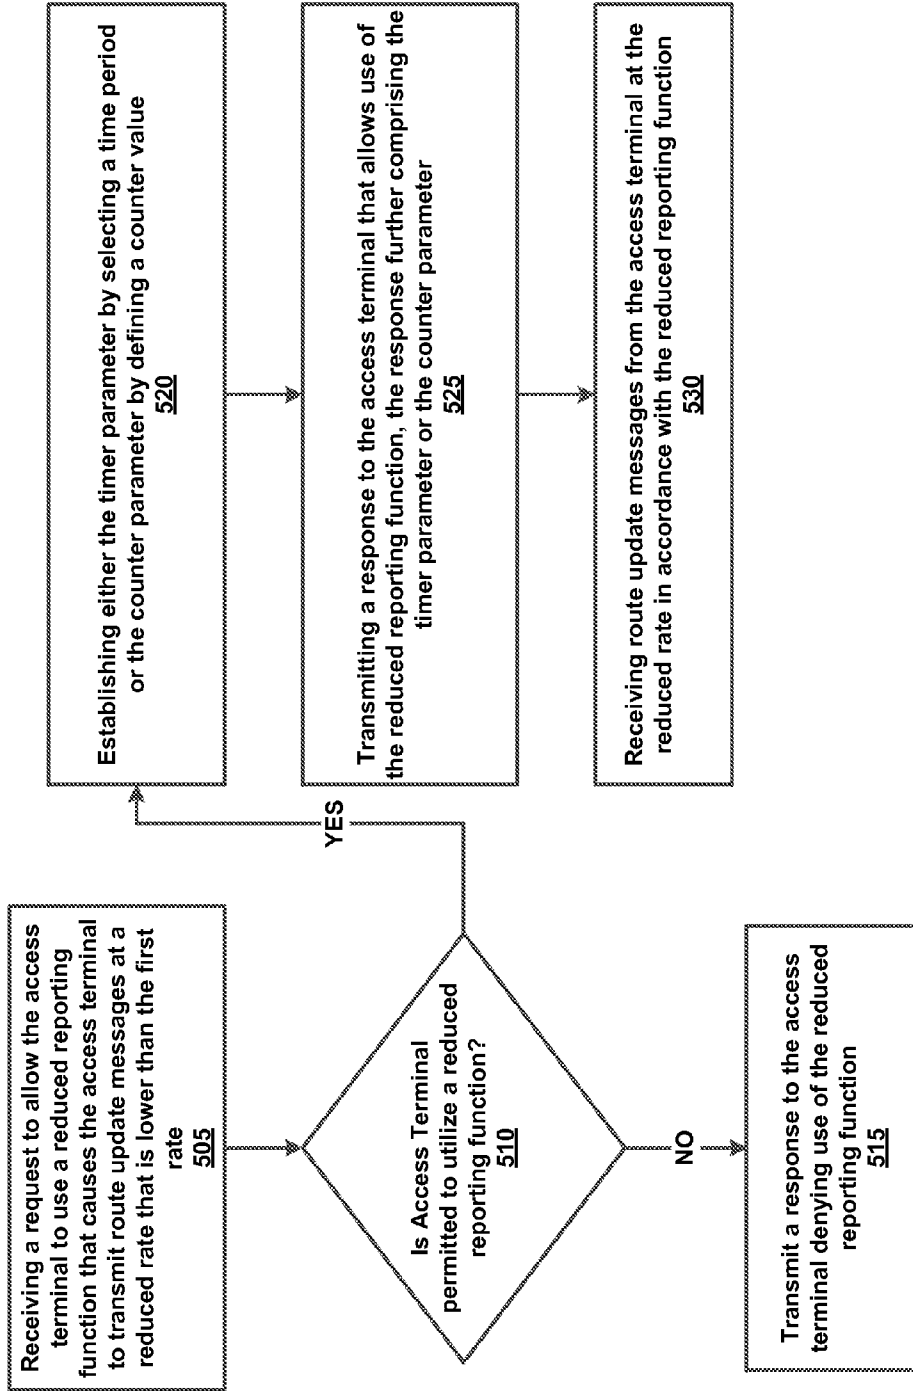 Receiving a request to allow the access
terminal to use a reduced reporting
function that causes the access terminal
to transmit route update messages at a
reduced rate that is lower than the first
rate
505
Is Access Terminal
permitted to utilize a reduced
reporting function?
510
NO
Transmit a response to the access
terminal denying use of the reduced
reporting function
515
YES
Establishing either the timer parameter by selecting a time period
or the counter parameter by defining a counter value
520
Transmitting a response to the access terminal that allows use of
the reduced reporting function, the response further comprising the
timer parameter or the counter parameter
525
Receiving route update messages from the access terminal at the
reduced rate in accordance with the reduced reporting function
530